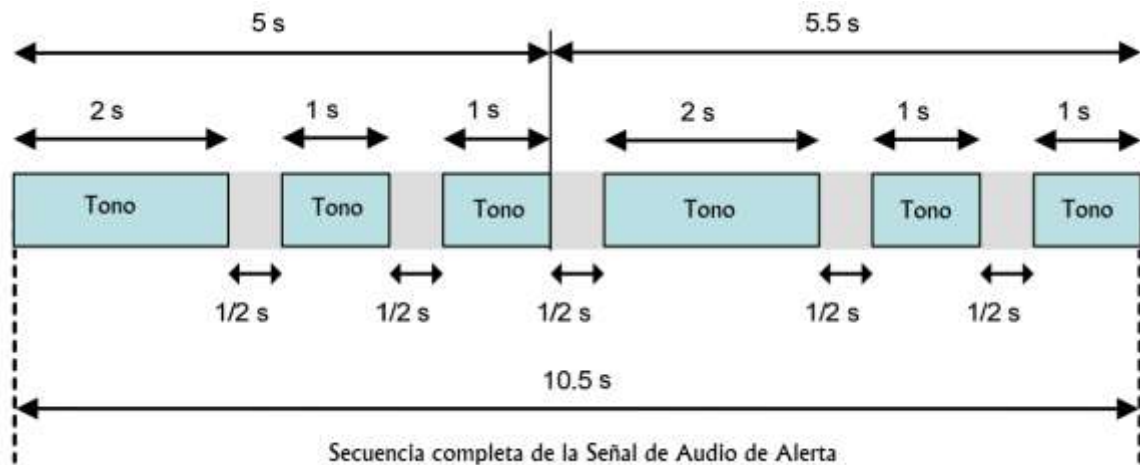 5 s 5.5 s
2 s 1 s 1 s 2 s 1 s 1 s
Tono Tono Tono Tono Tono Tono
1/2 s 1/2 s 1/2 s 1/2 s 1/2 s
10.5 s
Secuencia completa de la Señal de Audio de Alerta